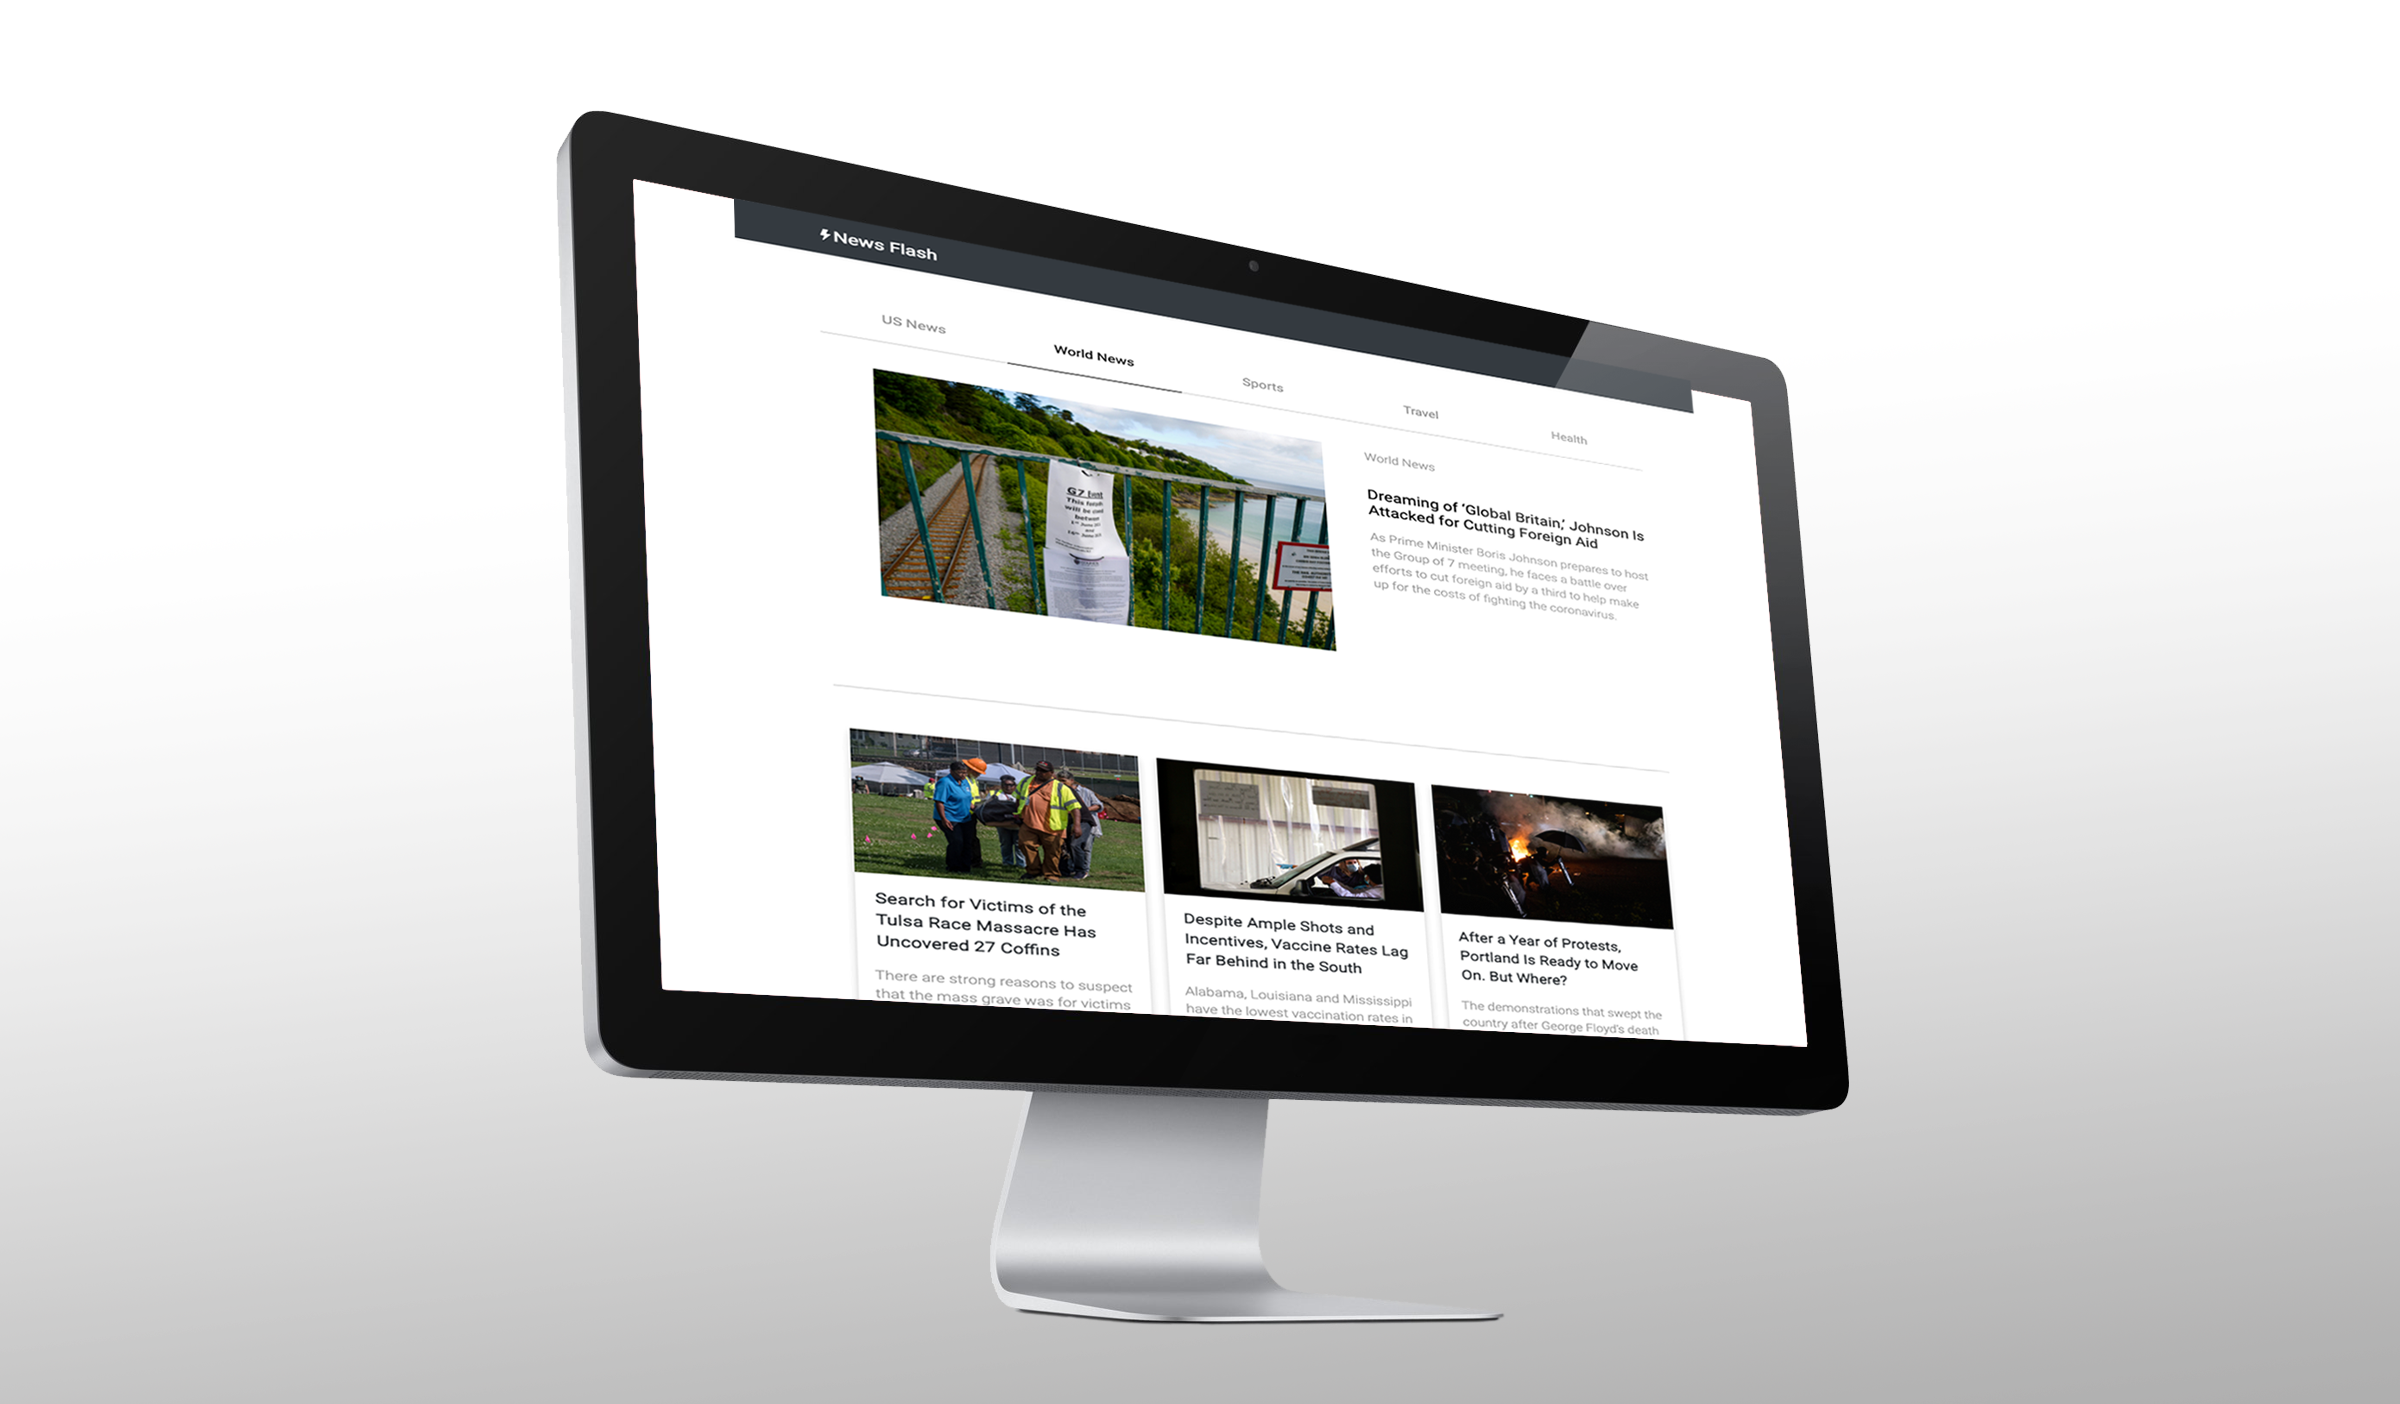 News Flash
US News
World News
Sports
Travel
Health
World News
Dreaming of ‘Global Britain,’ Johnson Is
Attacked for Cutting Foreign Aid
As Prime Minister Boris Johnson prepares to host
the Group of 7 meeting, he faces a battle over
efforts to cut foreign aid by a third to help make
up for the costs of fighting the coronavirus.
G7 
This 
will be 
between
and
Search for Victims of the
Tulsa Race Massacre Has
Uncovered 27 Coffins
There are strong reasons to suspect
that the mass grave was for victims
Despite Ample Shots and
Incentives, Vaccine Rates Lag
Far Behind in the South
Alabama, Louisiana and Mississippi
have the lowest vaccination rates in
After a Year of Protests,
Portland Is Ready to Move
On. But Where?
The demonstrations that swept the
country after George Floyd’s death